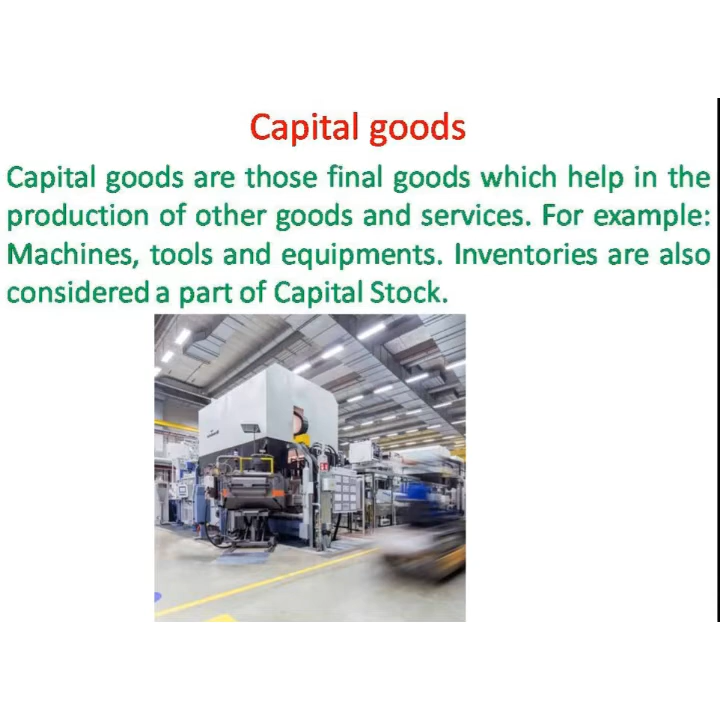 Capital goods
Capital goods are those final goods which help in the
production of other goods and services. For example:
Machines, tools and equipments. Inventories are also
considered a part of Capital Stock.